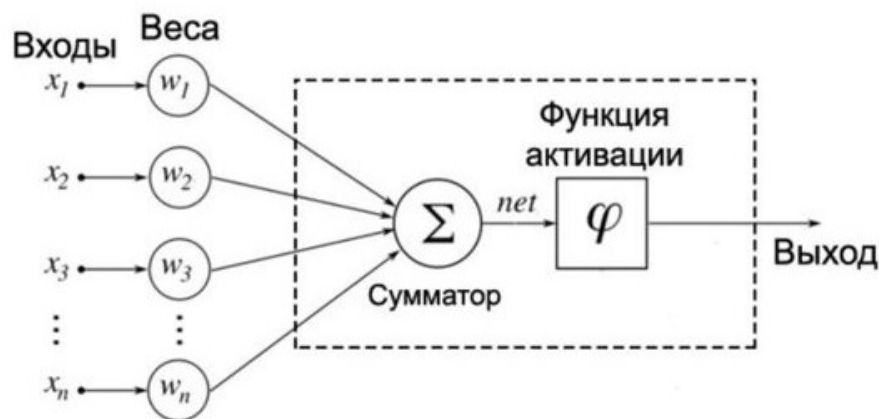 Входы
Веса
x1
w1
x2
w2
x3
w3
⋮
⋮
xn
wn
Σ
Сумматор
net
Функция
активации
φ
Выход